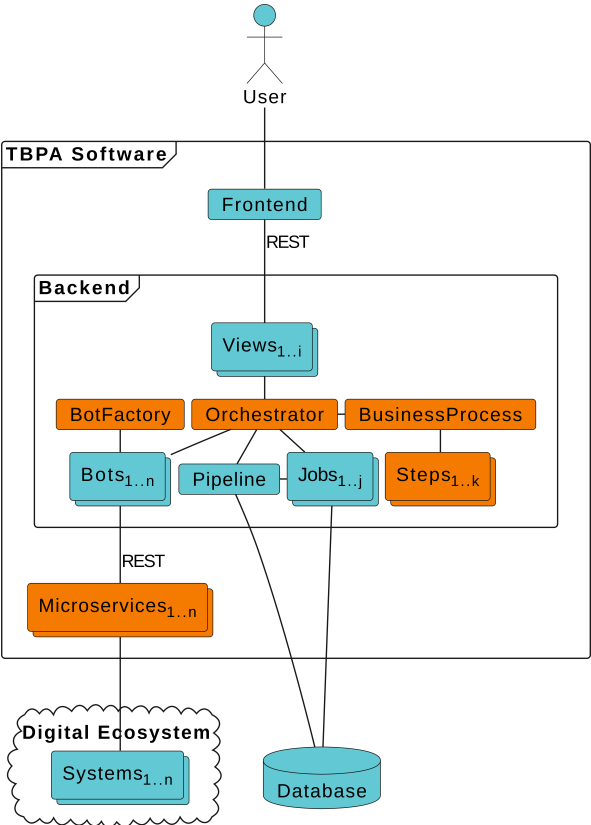 User
TBPA Software
Frontend
REST
Backend
Views1..i
BotFactory
Orchestrator
BusinessProcess
Bots1..n
Pipeline
Jobs1..j
Steps1..k
REST
Microservices1..n
Digital Ecosystem
Systems1..n
Database